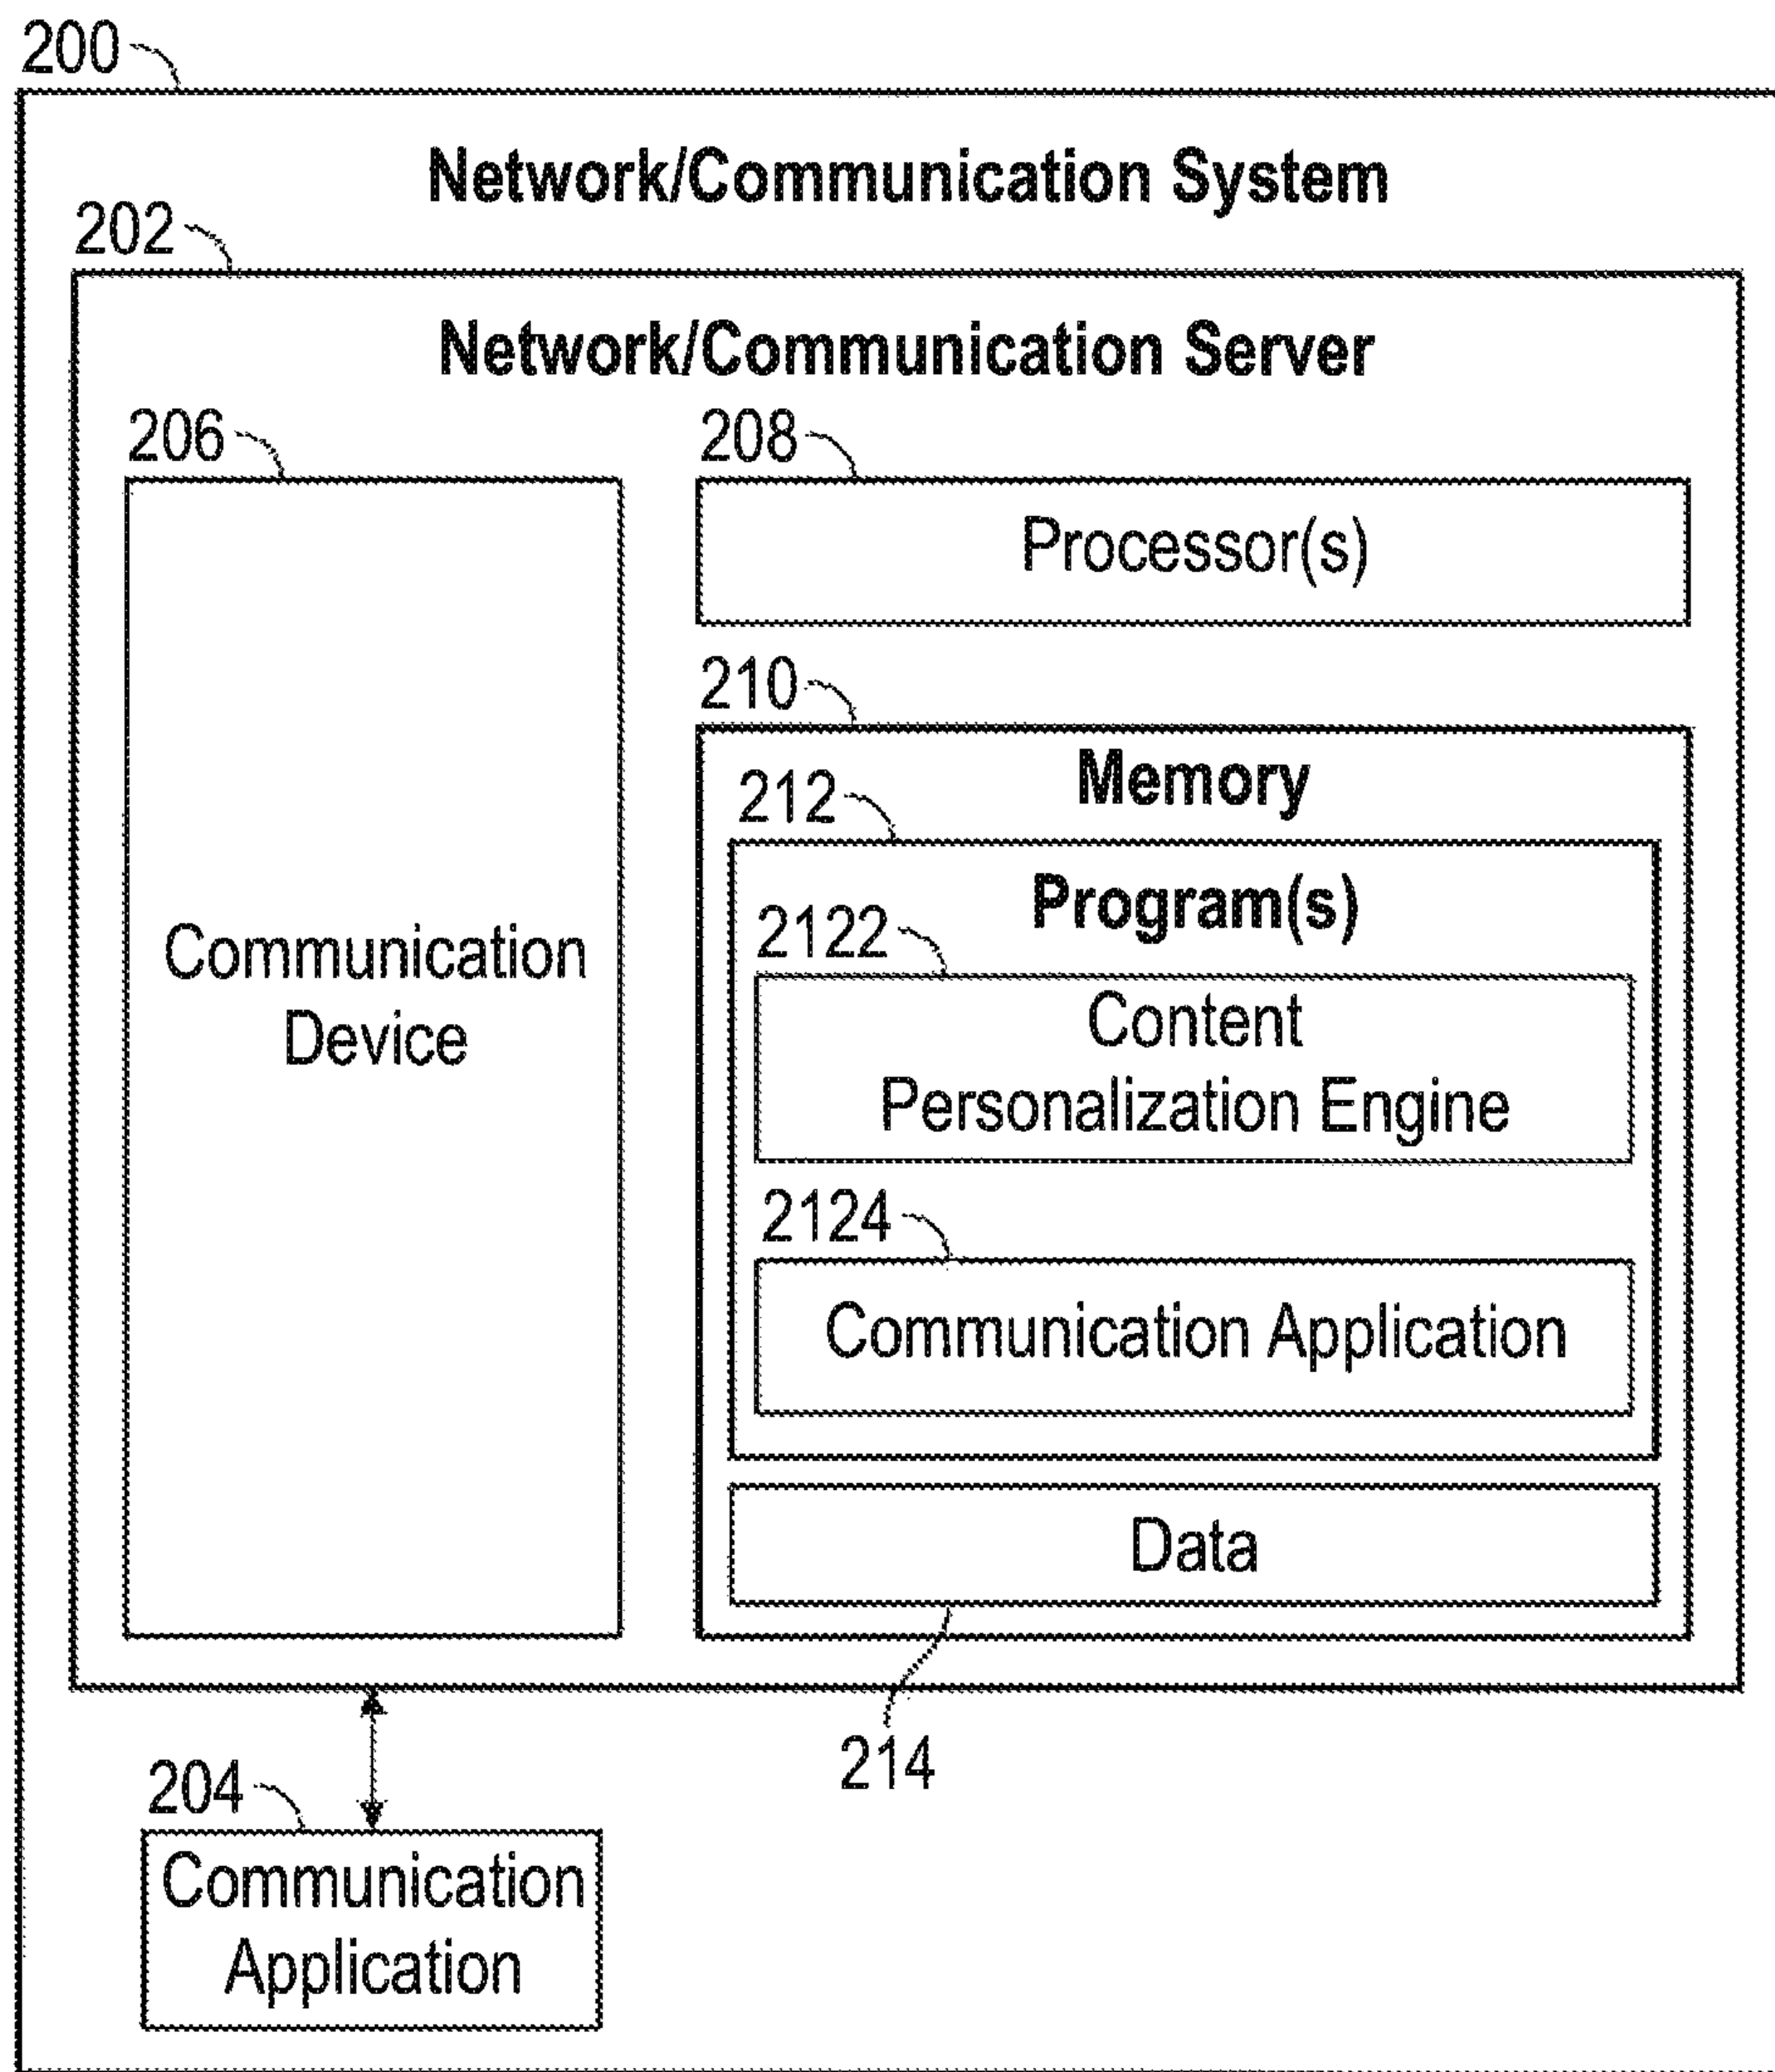 200
Network/Communication System
202
Network/Communication Server
206
208
Processor(s)
210
Memory
212
Program(s)
2122
Communication
Device
Content
Personalization Engine
2124
Communication Application
Data
214
204
Communication
Application